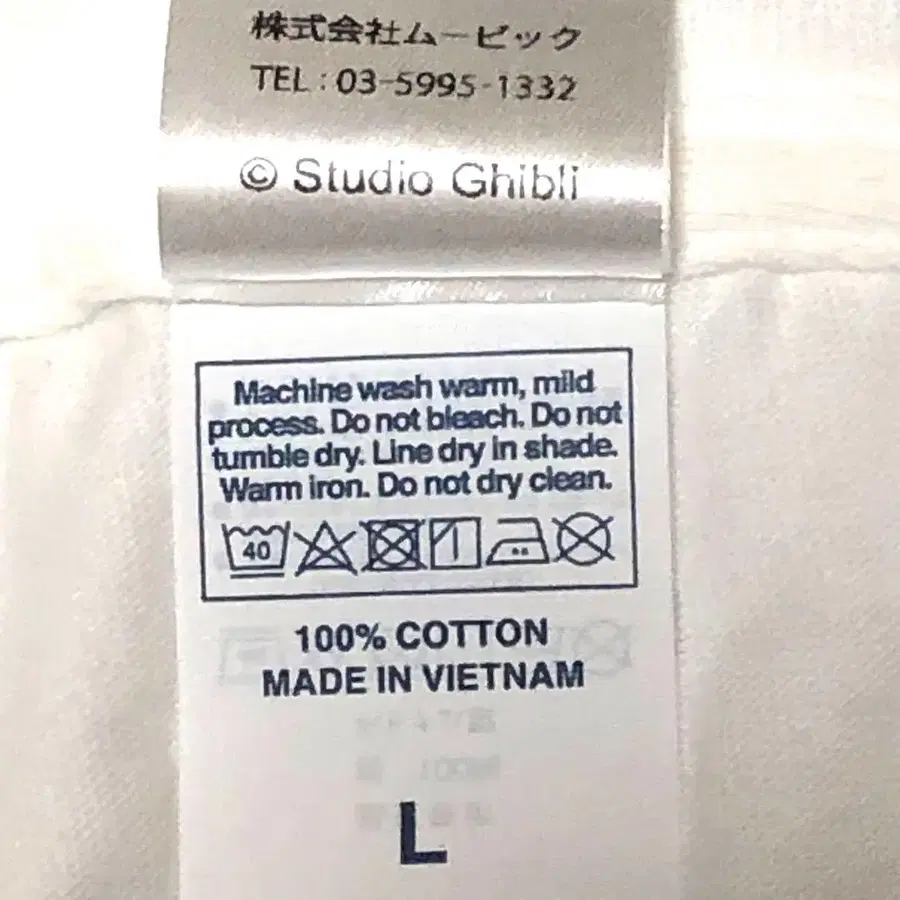 株式会社ムービック
TEL : 03-5995-1332
© Studio Ghibli
Machine wash warm, mild
process. Do not bleach. Do not
tumble dry. Line dry in shade.
Warm iron. Do not dry clean.
40
100% COTTON
MADE IN VIETNAM
L